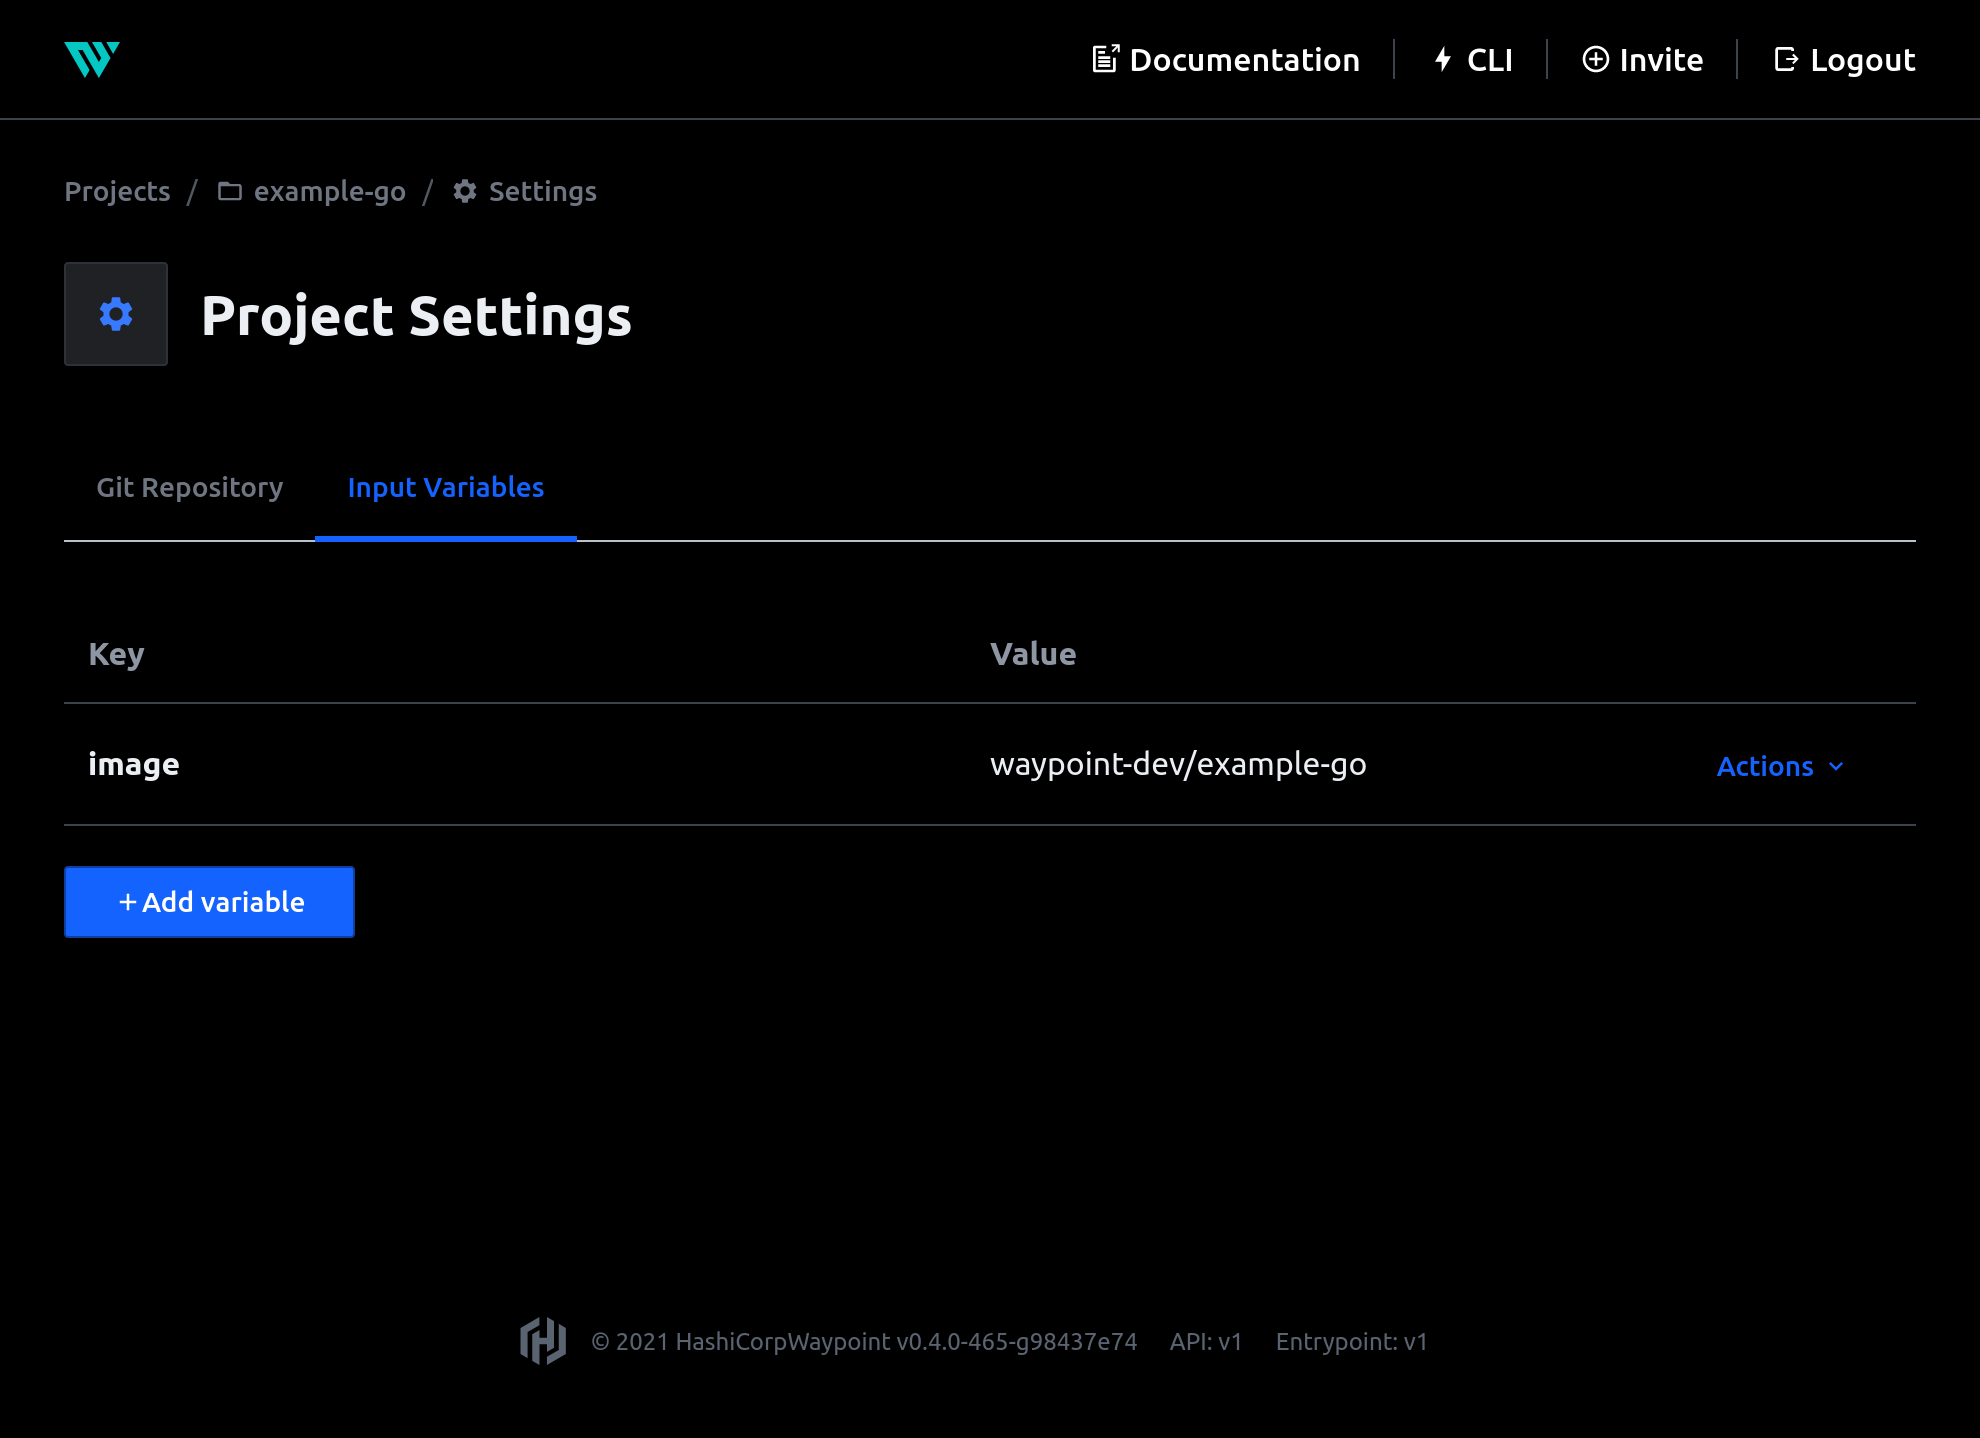 Documentation CLI Invite Logout
Projects / example-go / Settings
Project Settings
Git Repository Input Variables
Key Value
image waypoint-dev/example-go Actions
+ Add variable
© 2021 HashiCorpWaypoint v0.4.0-465-g98437e74 API: v1 Entrypoint: v1